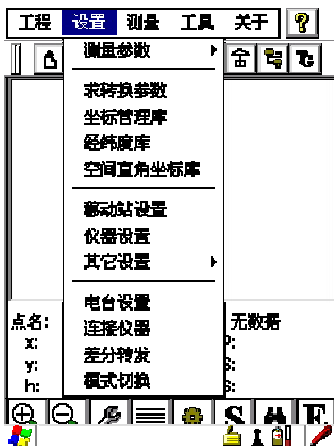 工程 设置 测量 工具 关于
测量参数
求转换参数
坐标管理库
经纬度库
空间直角坐标库
移动站设置
仪器设置
其它设置
电台设置
连接仪器
差分转发
模式切换
点名: 无数据
x:
y:
h: